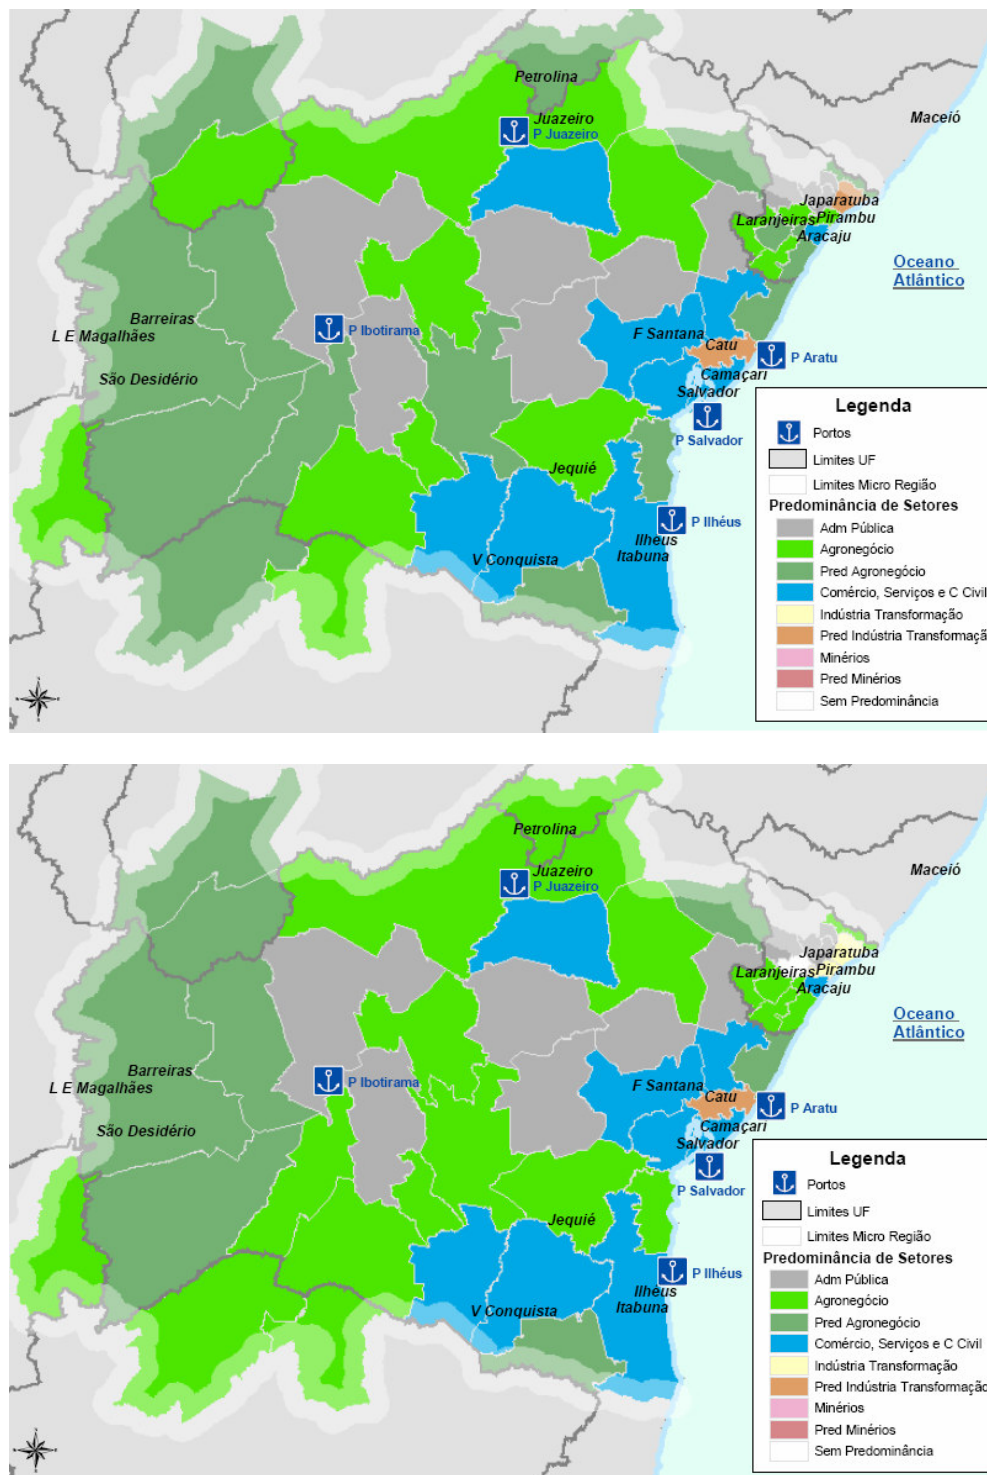 Petrolina
Juazeiro
P Juazeiro
Maceió
Japaratuba
Laranjeiras
Pirambu
Aracaju
Oceano
Atlântico
Barreiras
P Ibotirama
L E Magalhães
F Santana
Catu
P Aratu
São Desidério
Camaçari
Salvador
P Salvador
Jequié
P Ilhéus
Ilhéus
Itabuna
V Conquista
Legenda
Portos
Limites UF
Limites Micro Região
Predominância de Setores
Adm Pública
Agronegócio
Pred Agronegócio
Comércio, Serviços e C Civil
Indústria Transformação
Pred Indústria Transformaçã
Minérios
Pred Minérios
Sem Predominância
Petrolina
Juazeiro
P Juazeiro
Maceió
Japaratuba
Laranjeiras
Pirambu
Aracaju
Oceano
Atlântico
Barreiras
P Ibotirama
L E Magalhães
F Santana
Catu
P Aratu
São Desidério
Camaçari
Salvador
P Salvador
Jequié
P Ilhéus
Ilhéus
Itabuna
V Conquista
Legenda
Portos
Limites UF
Limites Micro Região
Predominância de Setores
Adm Pública
Agronegócio
Pred Agronegócio
Comércio, Serviços e C Civil
Indústria Transformação
Pred Indústria Transformação
Minérios
Pred Minérios
Sem Predominância